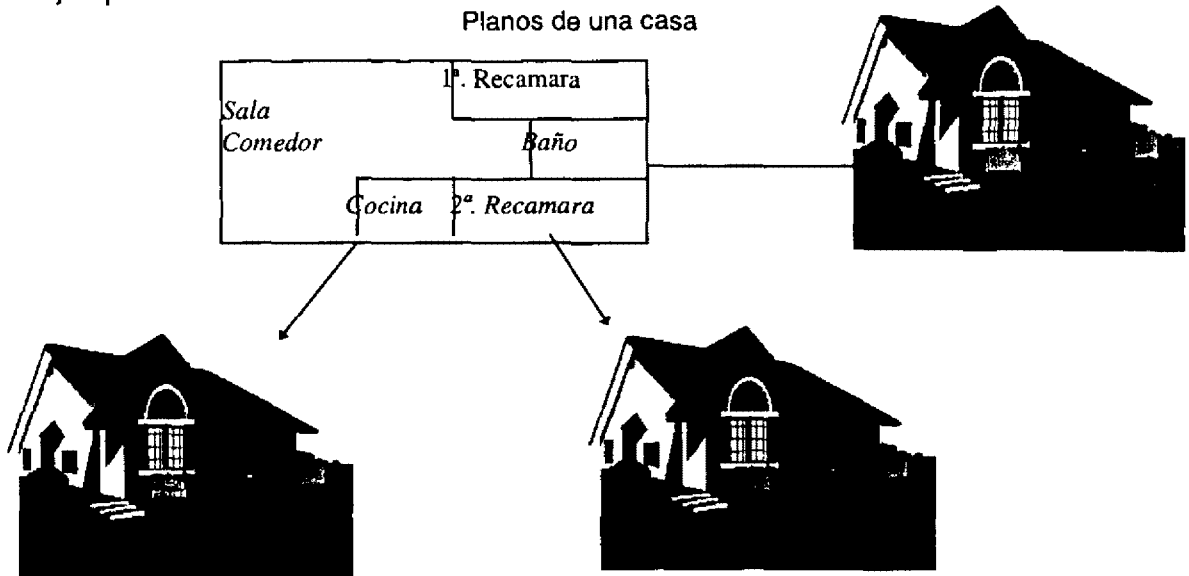 Planos de una casa
1ª. Recamara
Sala
Comedor
Baño
Cocina
2ª. Recamara